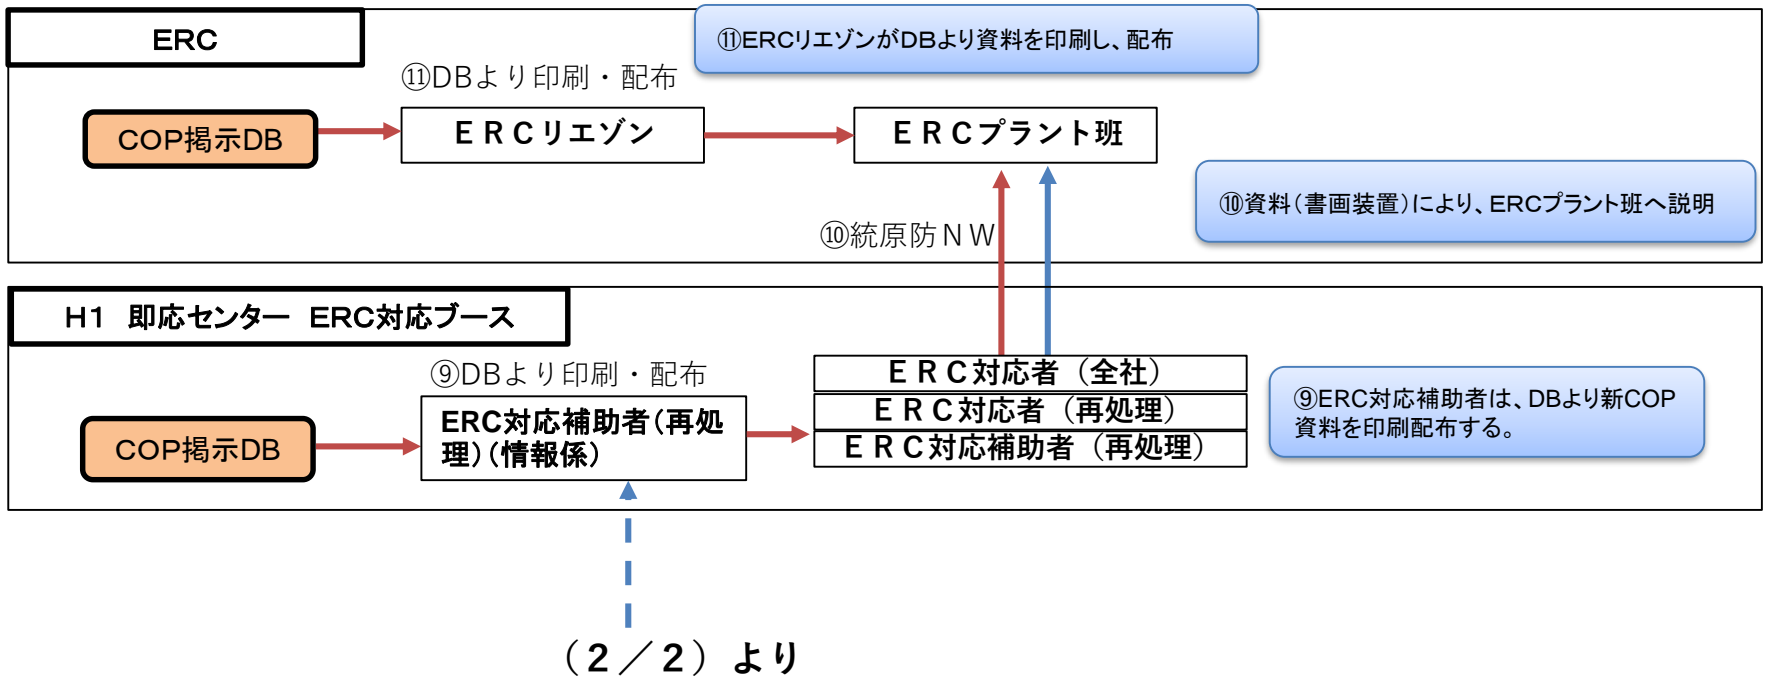 ERC
⑪ERCリエゾンがDBより資料を印刷し、配布
⑪DBより印刷・配布
COP掲示DB
ＥＲＣリエゾン
ＥＲＣプラント班
⑩資料（書画装置）により、ERCプラント班へ説明
⑩統原防ＮＷ
H1　即応センター　ERC対応ブース
⑨DBより印刷・配布
COP掲示DB
ERC対応補助者（再処
理）（情報係）
ＥＲＣ対応者（全社）
ＥＲＣ対応者（再処理）
ＥＲＣ対応補助者（再処理）
⑨ERC対応補助者は、DBより新COP
資料を印刷配布する。
（２／２）より